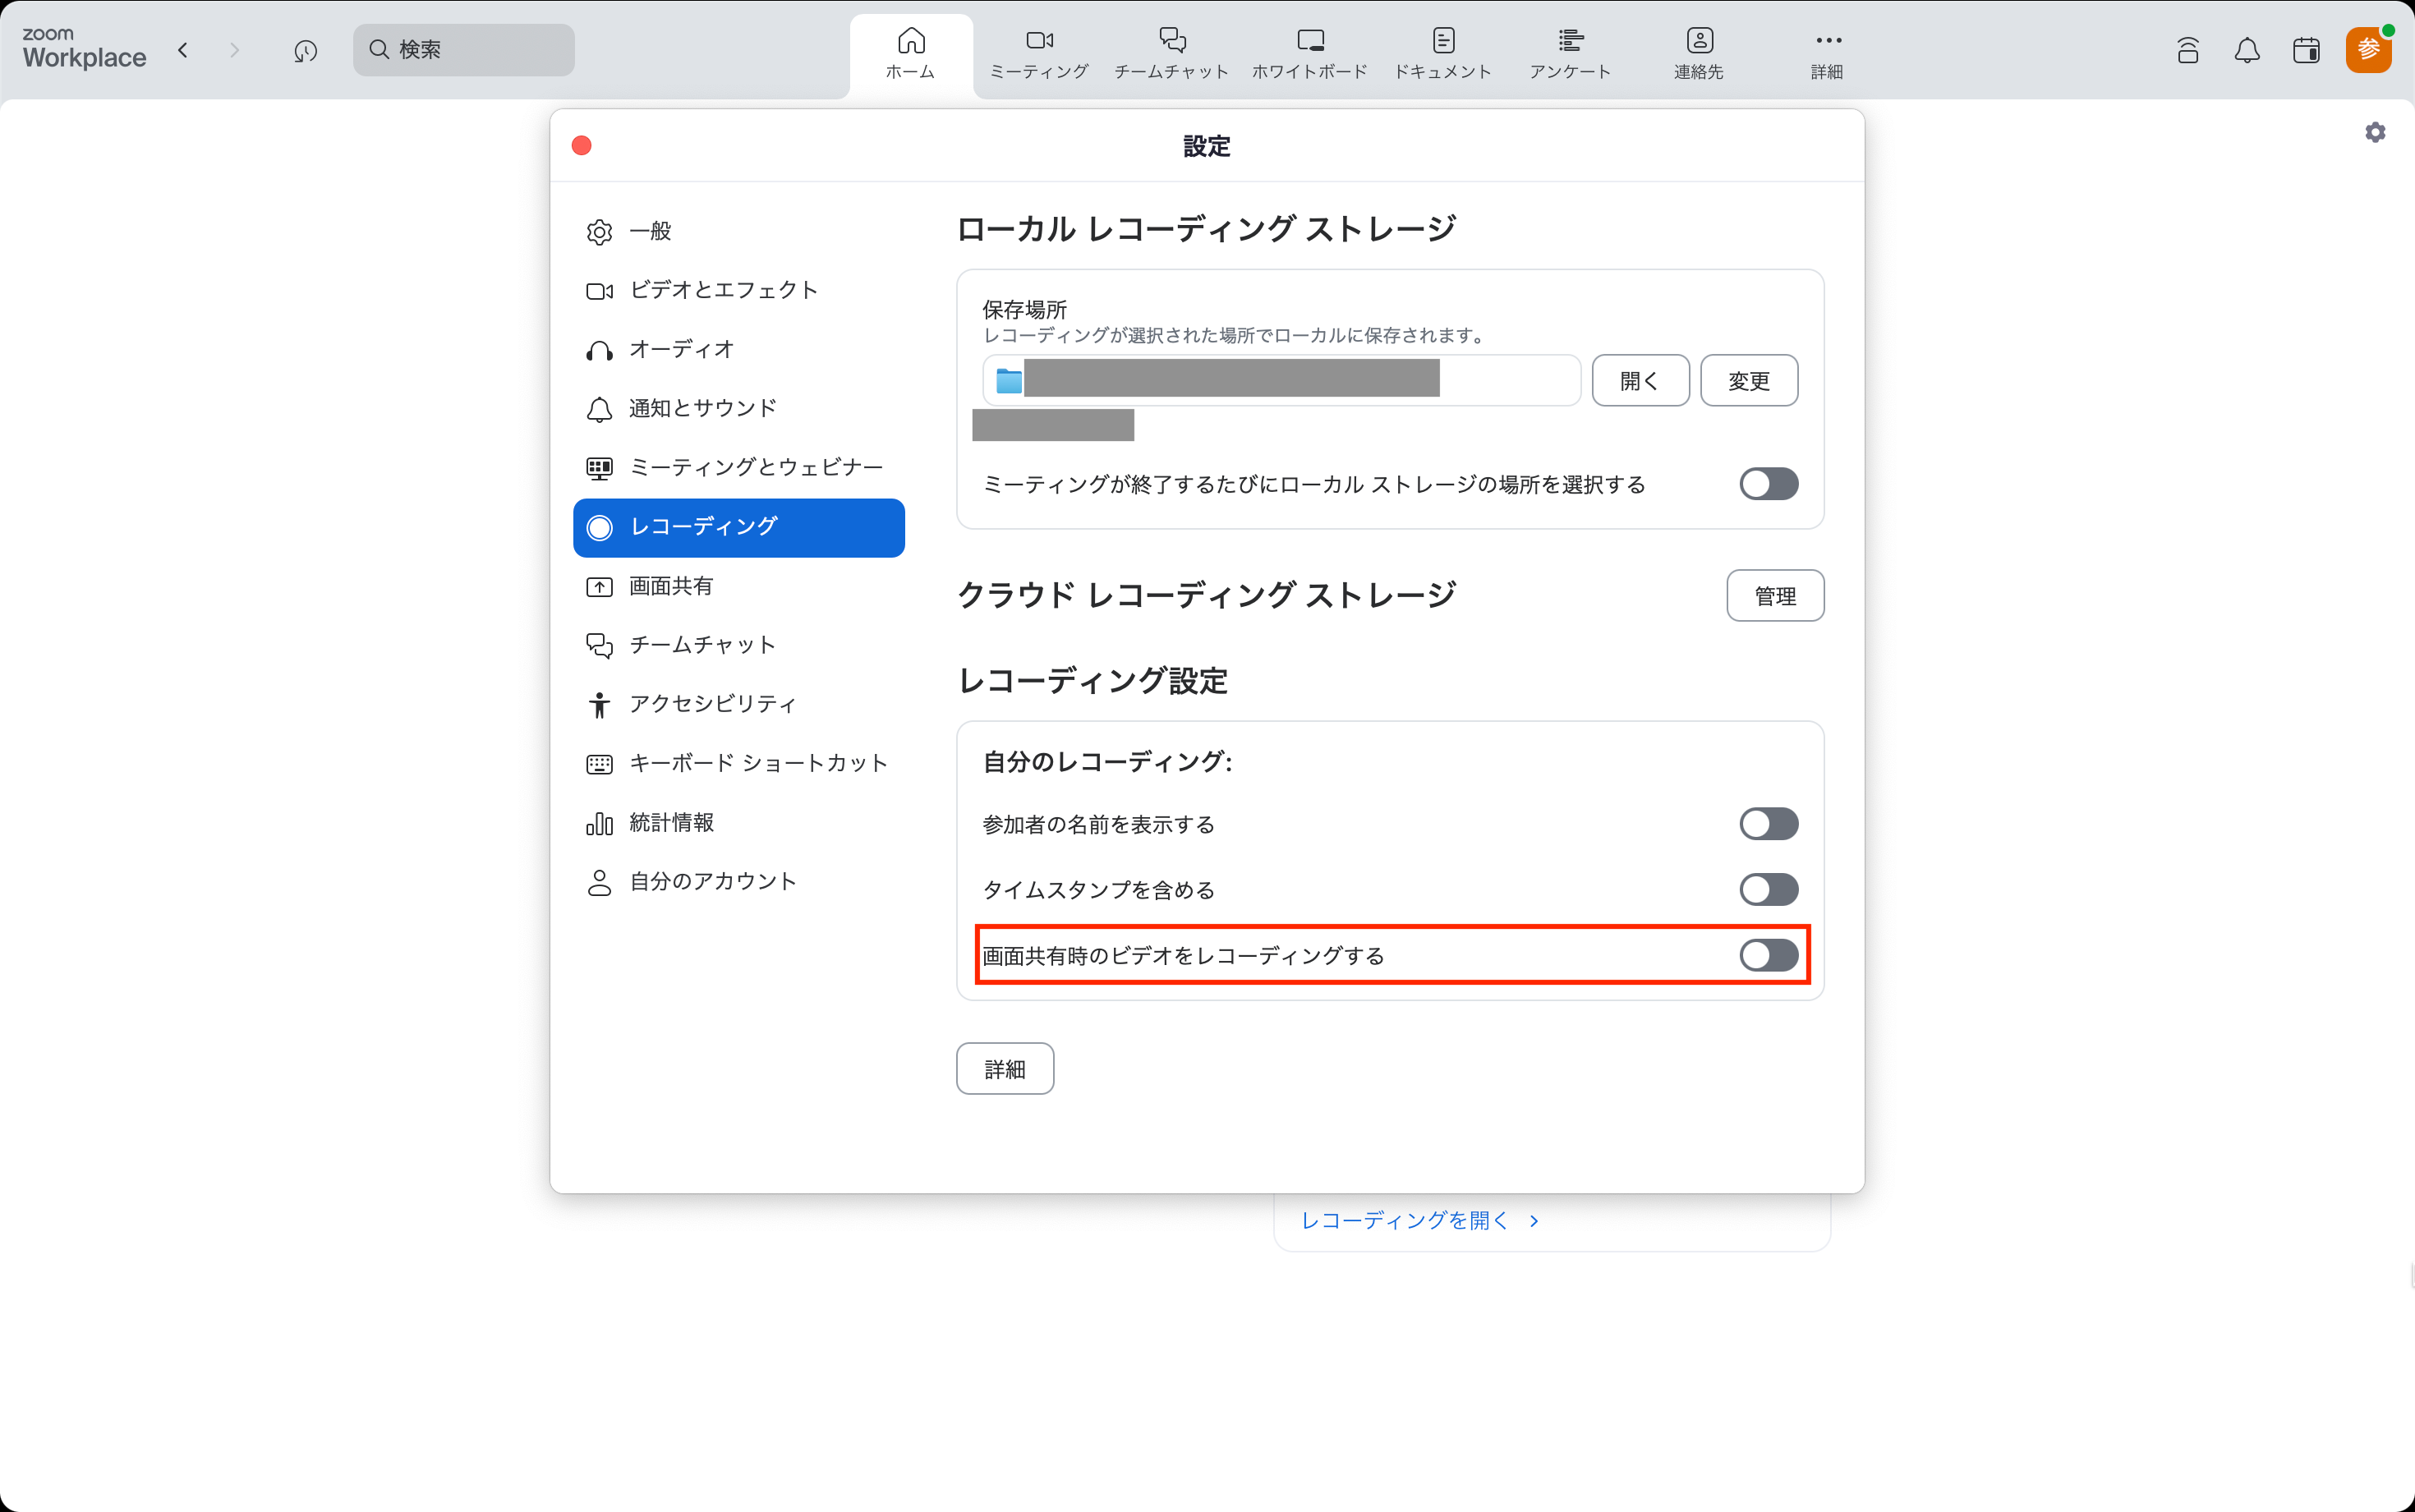 zoom
Workplace
検索
ホーム
ミーティング
チームチャット
ホワイトボード
ドキュメント
アンケート
連絡先
詳細
参
設定
一般
ビデオとエフェクト
オーディオ
通知とサウンド
ミーティングとウェビナー
レコーディング
画面共有
チームチャット
アクセシビリティ
キーボード ショートカット
統計情報
自分のアカウント
ローカル レコーディング ストレージ
保存場所
レコーディングが選択された場所でローカルに保存されます。
開く
変更
ミーティングが終了するたびにローカル ストレージの場所を選択する
クラウド レコーディング ストレージ
管理
レコーディング設定
自分のレコーディング:
参加者の名前を表示する
タイムスタンプを含める
画面共有時のビデオをレコーディングする
詳細
レコーディングを開く